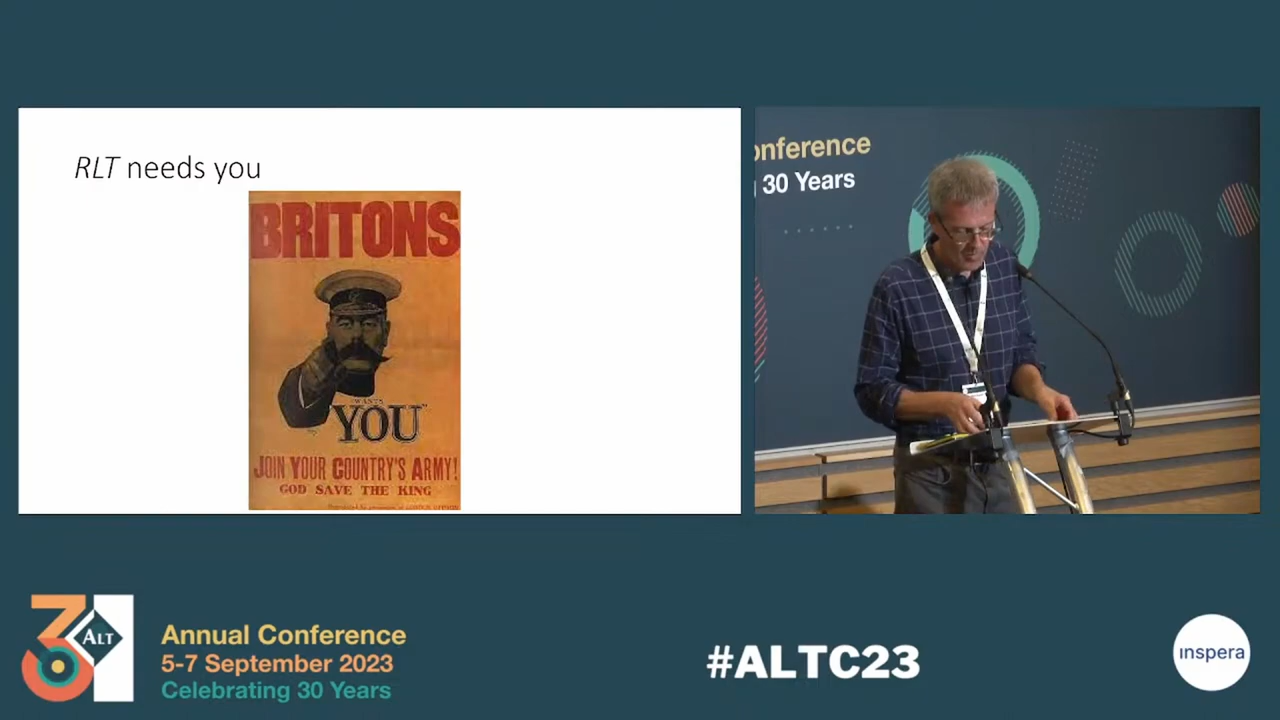 RLT needs you
BRITONS
WANTS
"YOU"
JOIN YOUR COUNTRY'S ARMY!
GOD SAVE THE KING
onference
30 Years
ALT
Annual Conference
5-7 September 2023
Celebrating 30 Years
#ALTC23
inspera